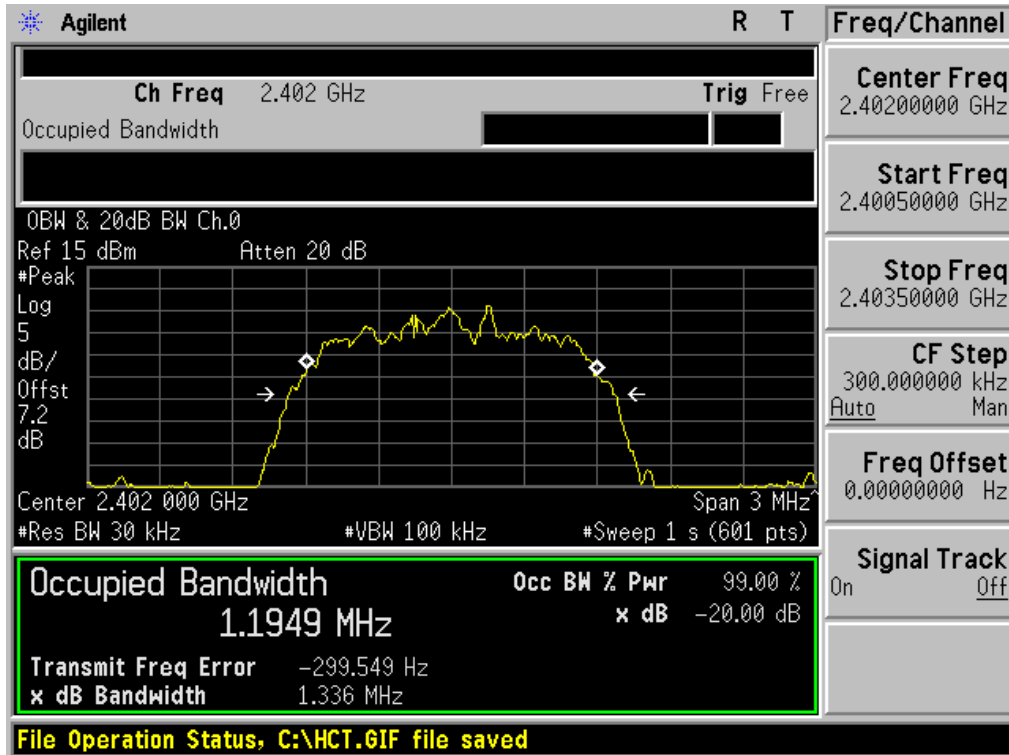 Agilent R T
Ch Freq 2.402 GHz Trig Free
Occupied Bandwidth
OBW & 20dB BW Ch.0
Ref 15 dBm Atten 20 dB
#Peak
Log
5
dB/
Offst
7.2
dB
Center 2.402 000 GHz Span 3 MHz^
#Res BW 30 kHz #VBW 100 kHz #Sweep 1 s (601 pts)
Occupied Bandwidth Occ BW % Pwr 99.00 %
1.1949 MHz x dB -20.00 dB
Transmit Freq Error -299.549 Hz
x dB Bandwidth 1.336 MHz
File Operation Status, C:\HCT.GIF file saved
Freq/Channel
Center Freq
2.40200000 GHz
Start Freq
2.40050000 GHz
Stop Freq
2.40350000 GHz
CF Step
300.000000 kHz
Auto Man
Freq Offset
0.00000000 Hz
Signal Track
On Off